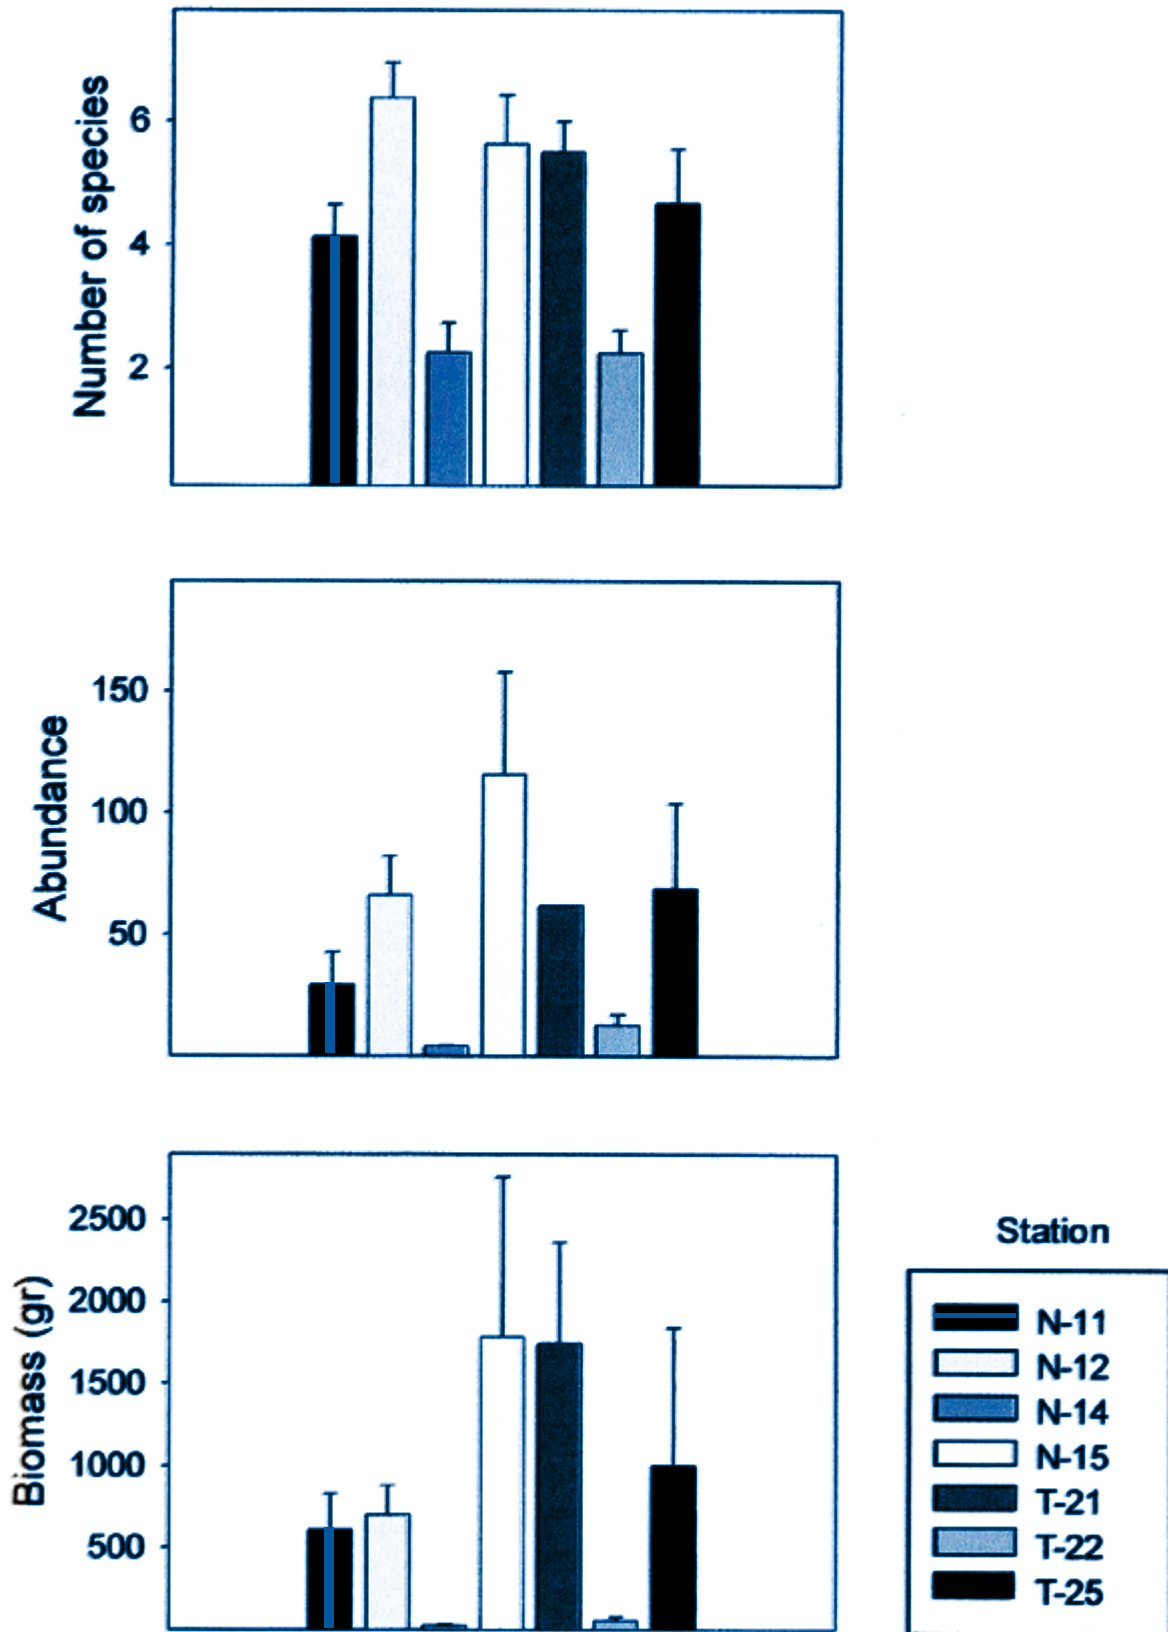 Number of species
6
4
2
Abundance
150
100
50
Biomass (gr)
2500
2000
1500
1000
500
Station
N-11
N-12
N-14
N-15
T-21
T-22
T-25